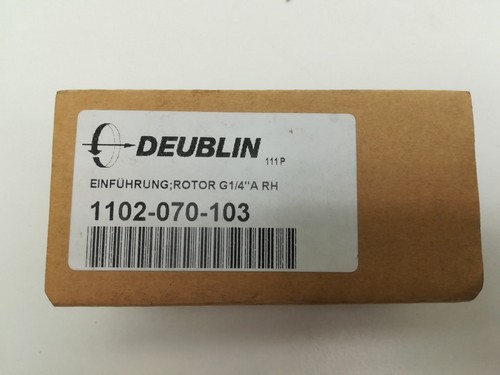 DEUBLIN 111 P
EINFÜHRUNG;ROTOR G1/4"A RH
1102-070-103